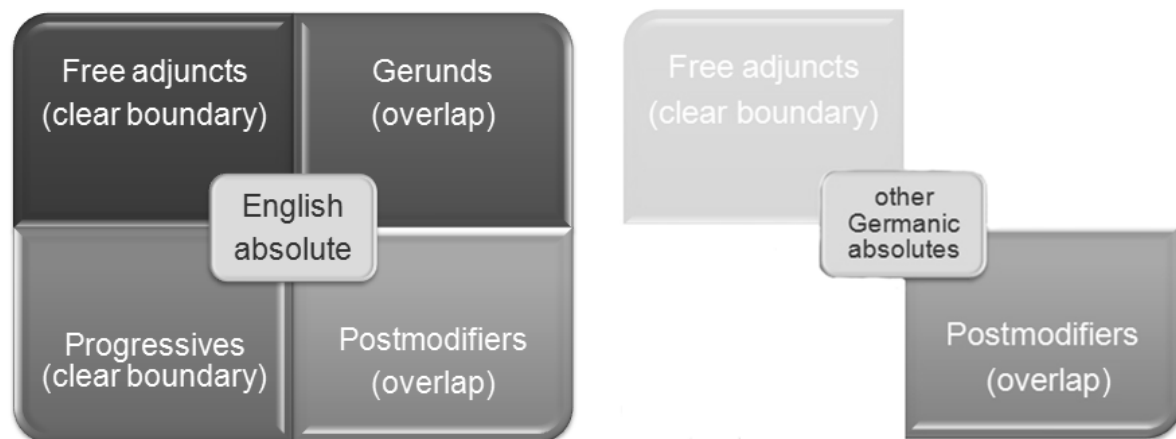 Free adjuncts
(clear boundary)
Gerunds
(overlap)
English
absolute
Progressives
(clear boundary)
Postmodifiers
(overlap)
Free adjuncts
(clear boundary)
other
Germanic
absolutes
Postmodifiers
(overlap)